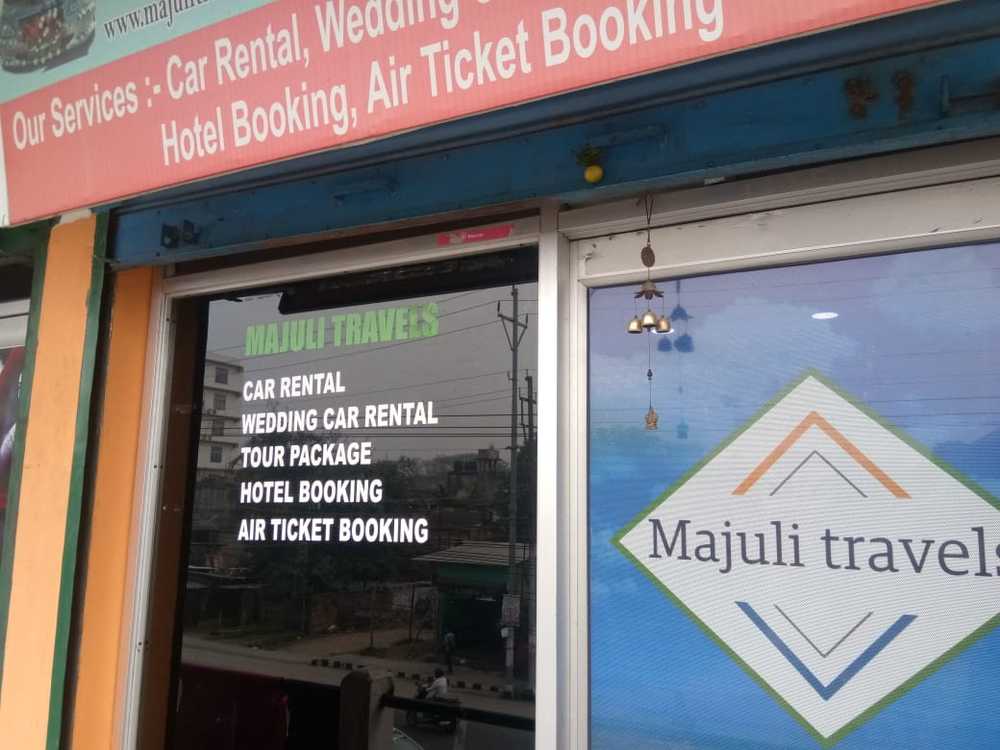 Our Services :- Car Rental, Wedding
Hotel Booking, Air Ticket Booking
MAJULI TRAVELS
CAR RENTAL
WEDDING CAR RENTAL
TOUR PACKAGE
HOTEL BOOKING
AIR TICKET BOOKING
Majuli travels